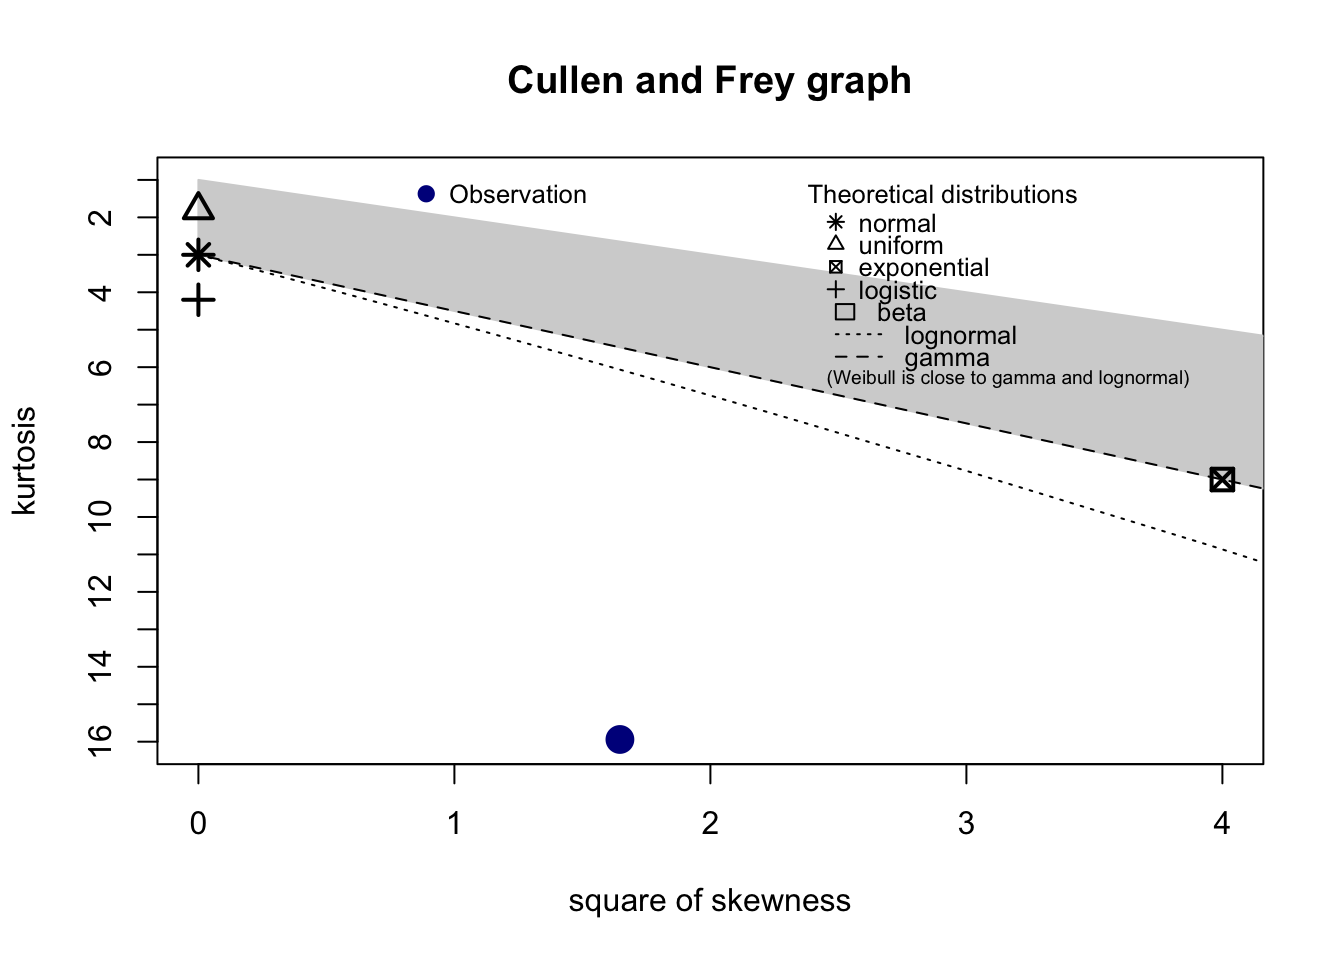 Cullen and Frey graph
Observation
Theoretical distributions
normal
uniform
exponential
logistic
beta
lognormal
gamma
(Weibull is close to gamma and lognormal)
kurtosis
2
4
6
8
10
12
14
16
0 1 2 3 4
square of skewness